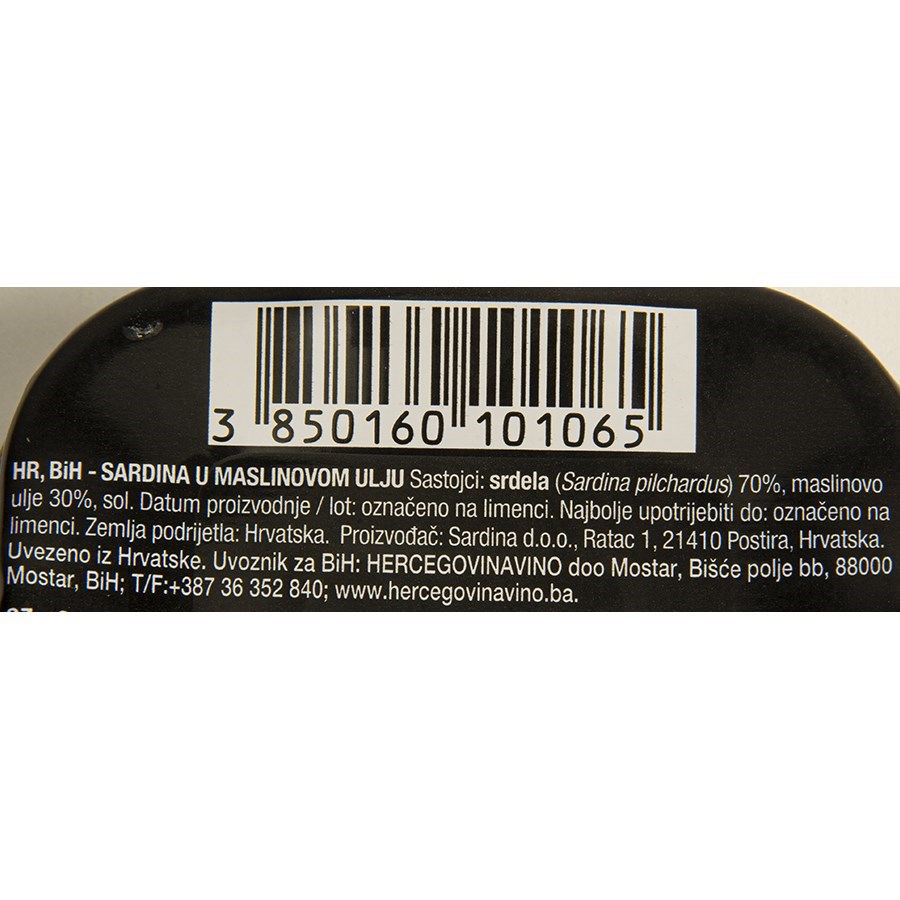 3 850160 101065
HR, BiH - SARDINA U MASLINOVOM ULJU Sastojci: srdela (Sardina pilchardus) 70%, maslinovo
ulje 30%, sol. Datum proizvodnje / lot: označeno na limenci. Najbolje upotrijebiti do: označeno na
limenci. Zemlja podrijetla: Hrvatska. Proizvođač: Sardina d.o.o., Ratac 1, 21410 Postira, Hrvatska.
Uvezeno iz Hrvatske. Uvoznik za BiH: HERCEGOVINAVINO doo Mostar, Bišće polje bb, 88000
Mostar, BiH; T/F:+387 36 352 840; www.hercegovinavino.ba.